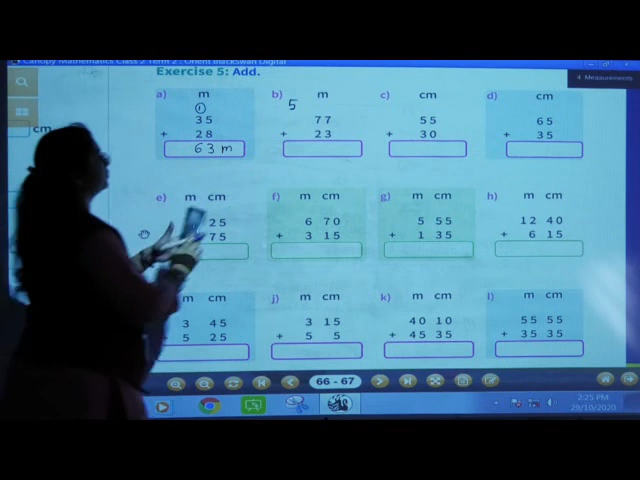 Canopy Mathematics Class 2 Term 2 : Orient BlackSwan Digital
4. Measurements
Exercise 5: Add.
a) m b) 5 m c) cm d) cm
1
35 77 55 65
+ 28 + 23 + 30 + 35
63 m
cm
e) m cm f) m cm g) m cm h) m cm
25 6 70 5 55 12 40
75 + 3 15 + 1 35 + 6 15
m cm j) m cm k) m cm l) m cm
3 45 3 15 40 10 55 55
5 25 + 5 5 + 45 35 + 35 35
66 - 67
2:25 PM
29/10/2020